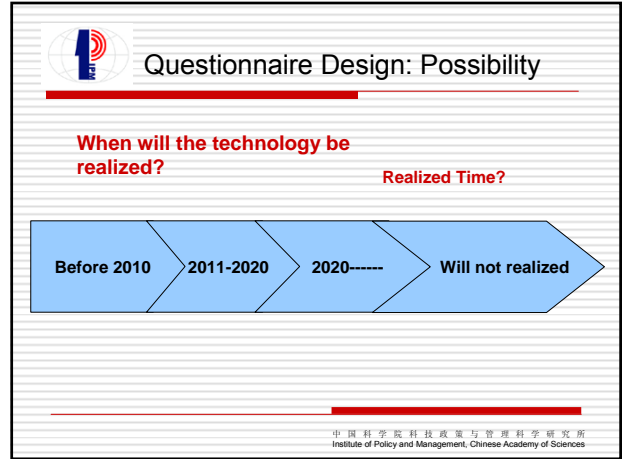 IPM
Questionnaire Design: Possibility
When will the technology be
realized?
Realized Time?
Before 2010
2011-2020
2020------
Will not realized
中国科学院科技政策与管理科学研究所
Institute of Policy and Management, Chinese Academy of Sciences